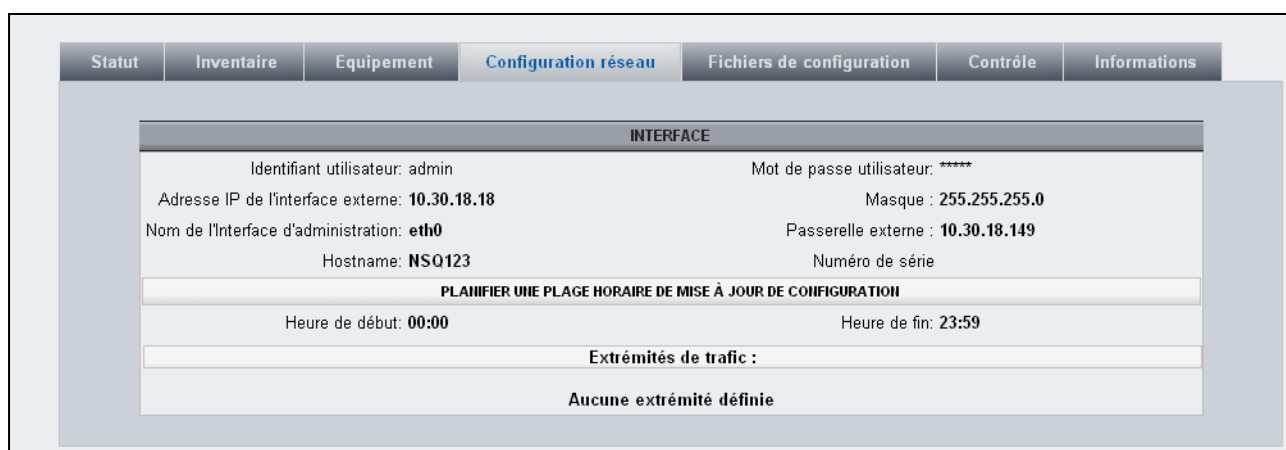 Statut Inventaire Equipement Configuration réseau Fichiers de configuration Contrôle Informations
INTERFACE
Identifiant utilisateur: admin Mot de passe utilisateur: *****
Adresse IP de l'interface externe: 10.30.18.18 Masque : 255.255.255.0
Nom de l'Interface d'administration: eth0 Passerelle externe : 10.30.18.149
Hostname: NSQ123 Numéro de série
PLANIFIER UNE PLAGE HORAIRE DE MISE À JOUR DE CONFIGURATION
Heure de début: 00:00 Heure de fin: 23:59
Extrémités de trafic :
Aucune extrémité définie